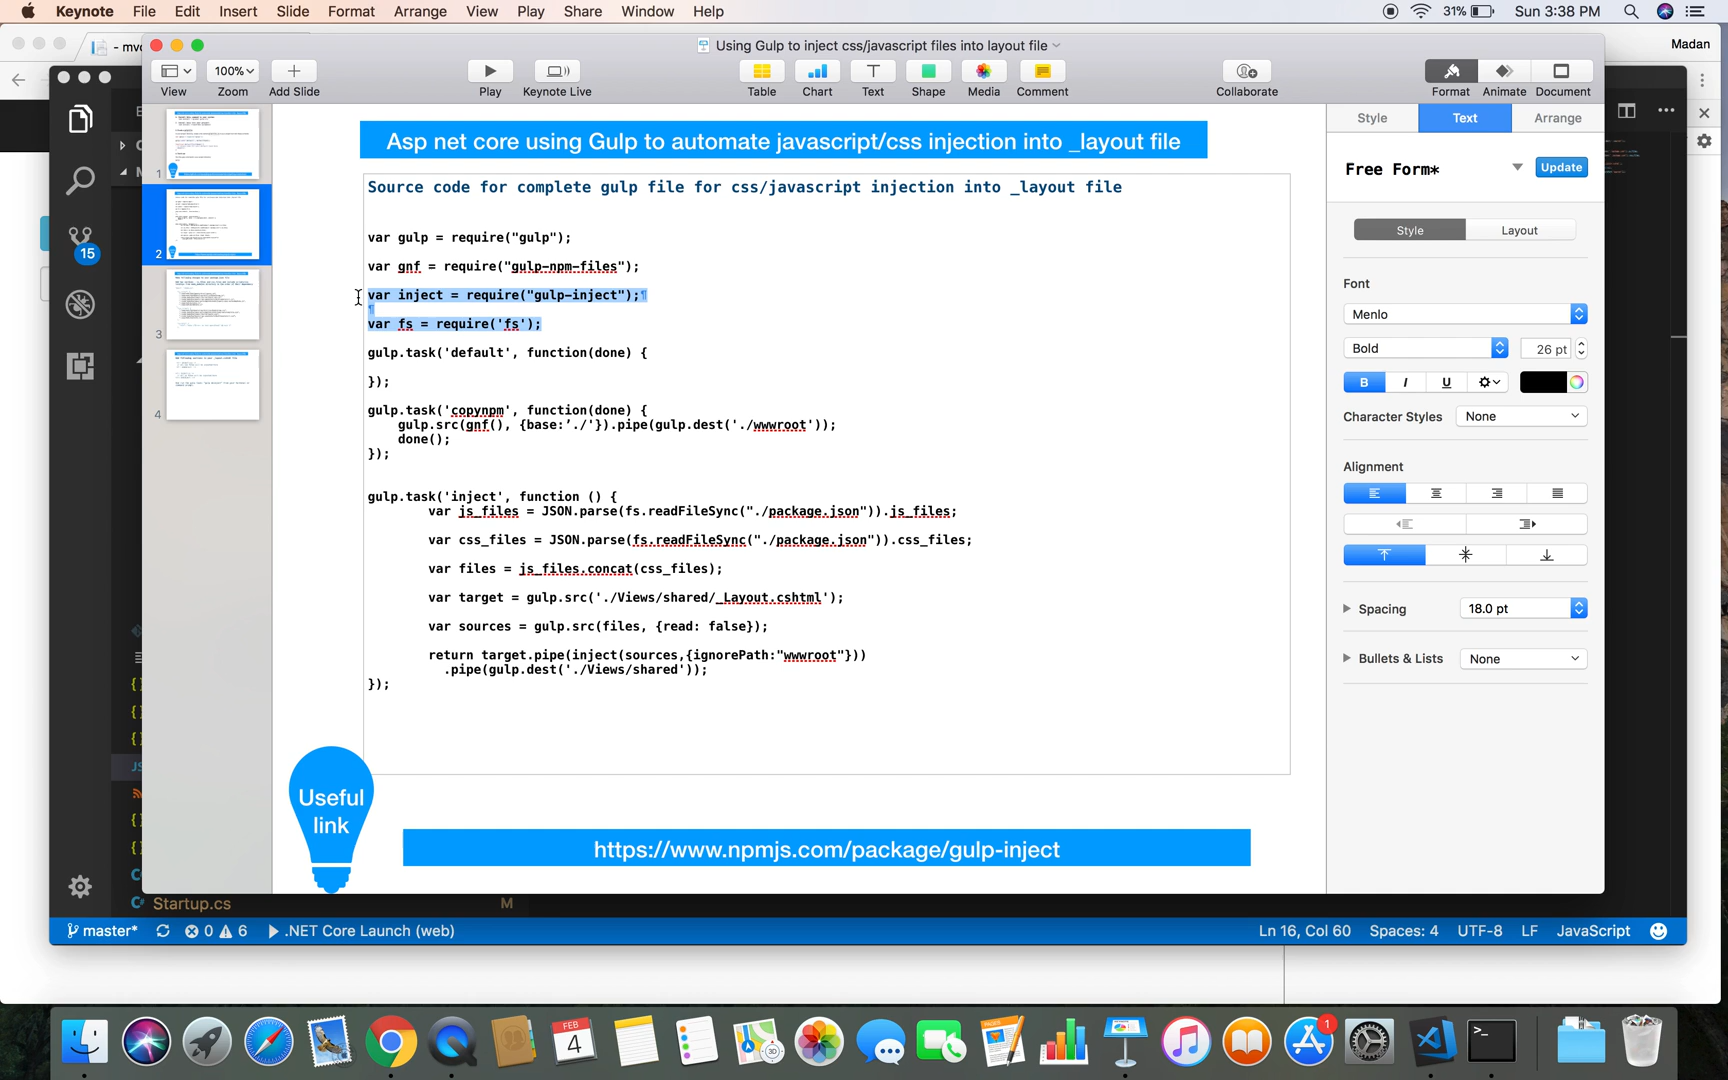 Keynote File Edit Insert Slide Format Arrange View Play Share Window Help
31% Sun 3:38 PM
Madan
Using Gulp to inject css/javascript files into layout file
100%
View Zoom Add Slide Play Keynote Live Table Chart Text Shape Media Comment Collaborate Format Animate Document
1
2
3
4
15
Asp net core using Gulp to automate javascript/css injection into _layout file
Source code for complete gulp file for css/javascript injection into _layout file
var gulp = require("gulp");
var gnf = require("gulp-npm-files");
var inject = require("gulp-inject");¶
¶
var fs = require('fs');
gulp.task('default', function(done) {
});
gulp.task('copynpm', function(done) {
gulp.src(gnf(), {base:’./'}).pipe(gulp.dest('./wwwroot'));
done();
});
gulp.task('inject', function () {
var js_files = JSON.parse(fs.readFileSync("./package.json")).js_files;
var css_files = JSON.parse(fs.readFileSync("./package.json")).css_files;
var files = js_files.concat(css_files);
var target = gulp.src('./Views/shared/_Layout.cshtml');
var sources = gulp.src(files, {read: false});
return target.pipe(inject(sources,{ignorePath:"wwwroot"}))
.pipe(gulp.dest('./Views/shared'));
});
Useful
link
https://www.npmjs.com/package/gulp-inject
Style Text Arrange
Free Form* Update
Style Layout
Font
Menlo
Bold 26 pt
B I U
Character Styles None
Alignment
Spacing 18.0 pt
Bullets & Lists None
Startup.cs M
master* 0 6 .NET Core Launch (web)
Ln 16, Col 60 Spaces: 4 UTF-8 LF JavaScript
FEB
4
1